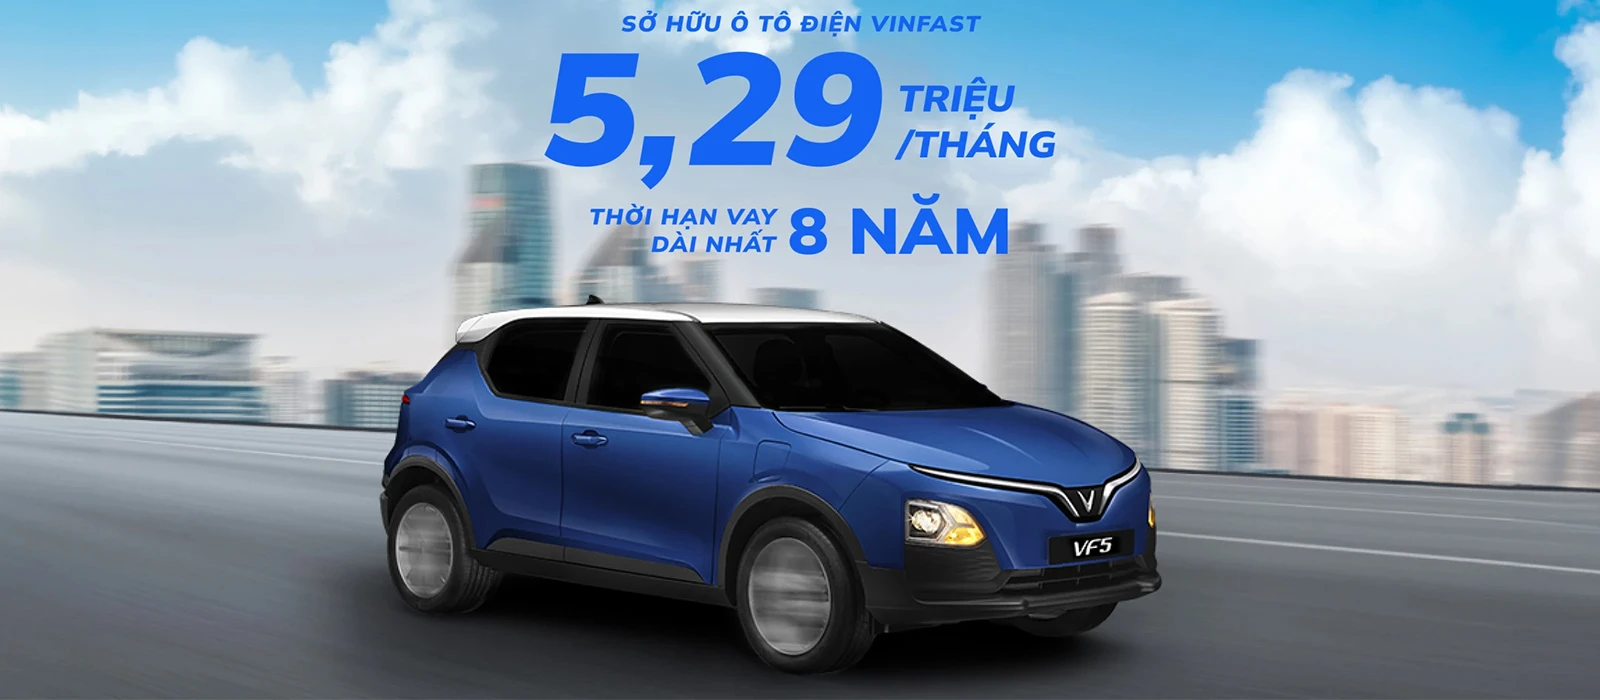 SỞ HỮU Ô TÔ ĐIỆN VINFAST
5,29 TRIỆU
/THÁNG
THỜI HẠN VAY
DÀI NHẤT 8 NĂM
VF5